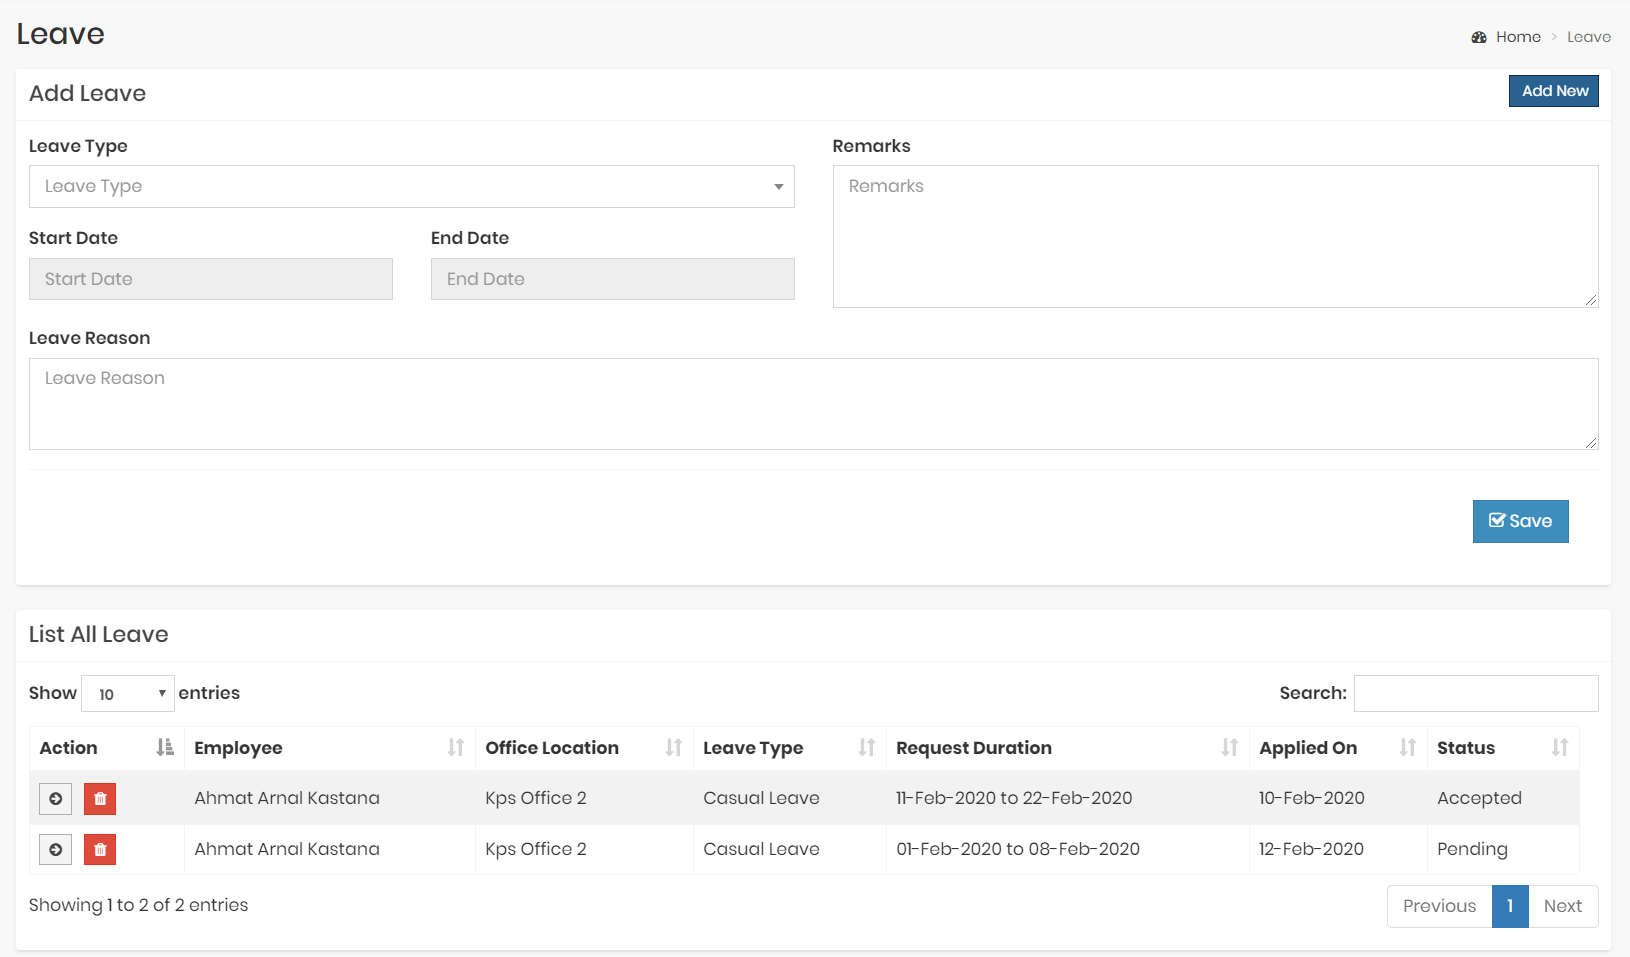 Leave
Home > Leave
Add Leave
Add New
Leave Type
Remarks
Leave Type
Remarks
Start Date
End Date
Start Date
End Date
Leave Reason
Leave Reason
Save
List All Leave
Show 10 entries
Search:
Action Employee Office Location Leave Type Request Duration Applied On Status
Ahmat Arnal Kastana Kps Office 2 Casual Leave 11-Feb-2020 to 22-Feb-2020 10-Feb-2020 Accepted
Ahmat Arnal Kastana Kps Office 2 Casual Leave 01-Feb-2020 to 08-Feb-2020 12-Feb-2020 Pending
Showing 1 to 2 of 2 entries
Previous 1 Next